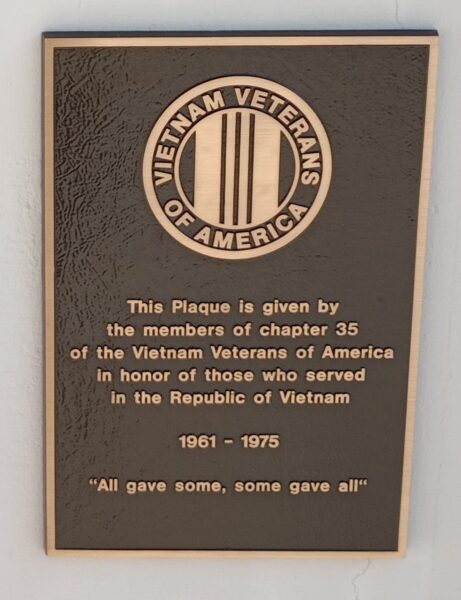 VIETNAM VETERANS
OF AMERICA
This Plaque is given by
the members of chapter 35
of the Vietnam Veterans of America
in honor of those who served
in the Republic of Vietnam
1961 - 1975
“All gave some, some gave all“